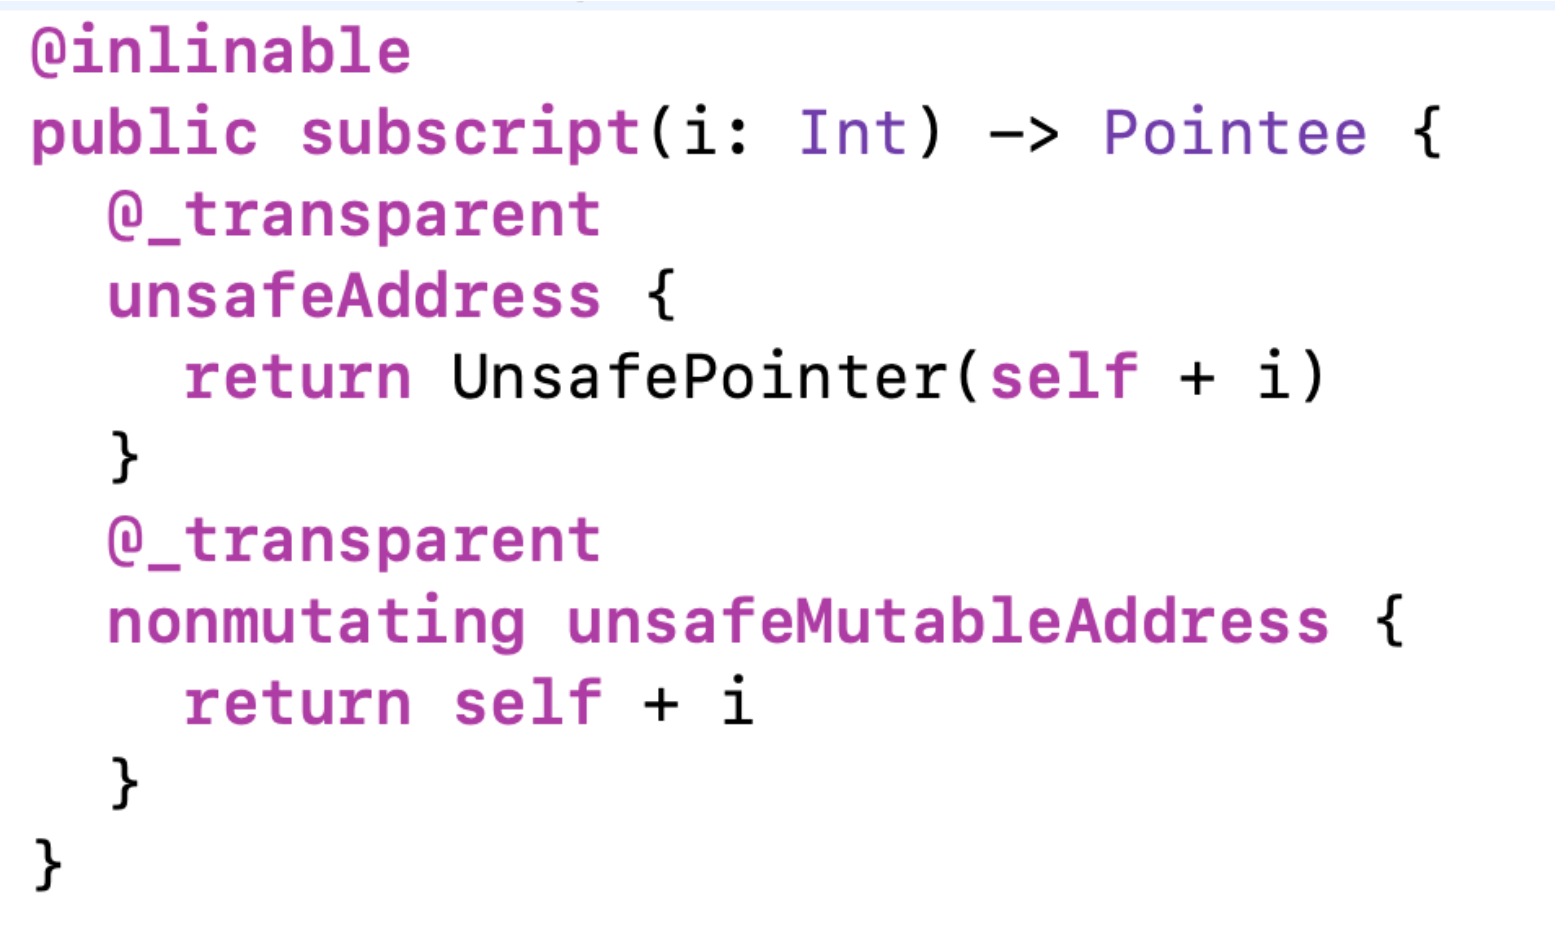 @inlinable
public subscript(i: Int) -> Pointee {
  @_transparent
  unsafeAddress {
    return UnsafePointer(self + i)
  }
  @_transparent
  nonmutating unsafeMutableAddress {
    return self + i
  }
}